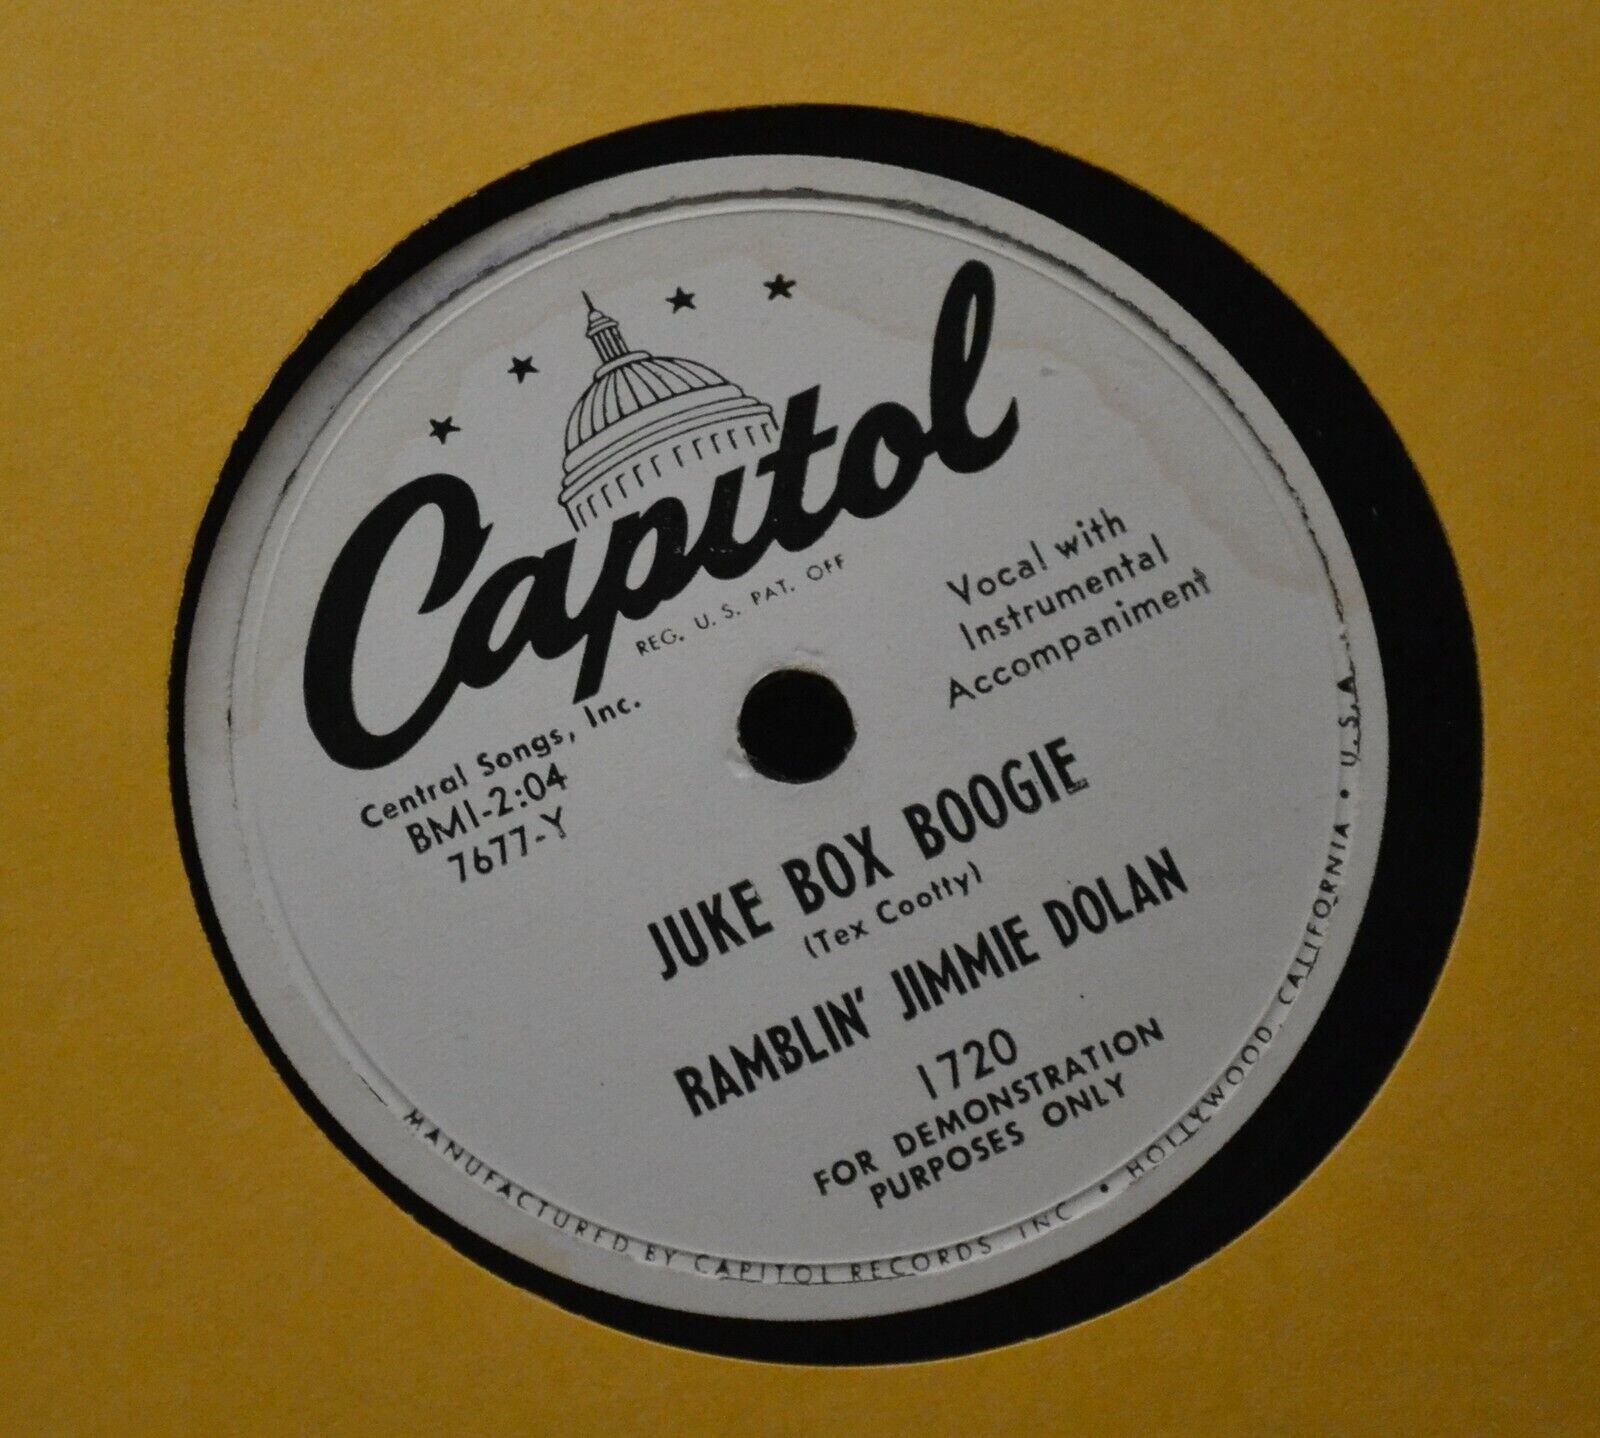 Capitol
REG. U. S. PAT. OFF
Vocal with
Instrumental
Accompaniment
Central Songs, Inc.
BMI-2:04
7677-Y
JUKE BOX BOOGIE
(Tex Cootty)
RAMBLIN' JIMMIE DOLAN
1720
FOR DEMONSTRATION
PURPOSES ONLY
MANUFACTURED BY CAPITOL RECORDS, INC. • HOLLYWOOD, CALIFORNIA • U.S.A.